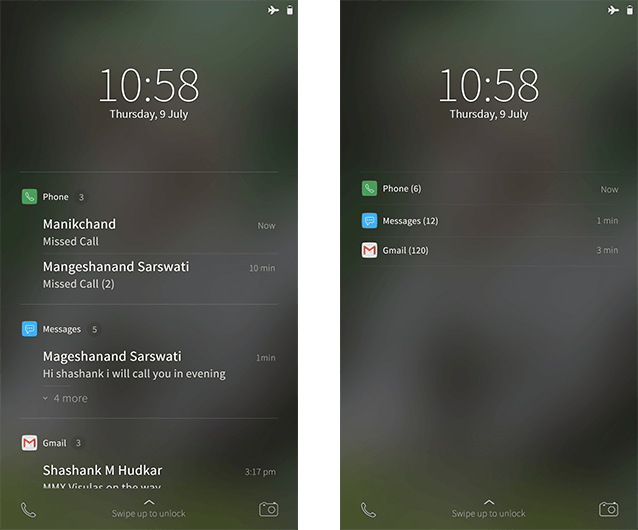 10:58
Thursday, 9 July
Phone 3
Manikchand Now
Missed Call
Mangeshanand Sarswati 10 min
Missed Call (2)
Messages 5
Mageshanand Sarswati 1min
Hi shashank i will call you in evening
4 more
Gmail 3
Shashank M Hudkar 3:17 pm
MMX Visulas on the way
Swipe up to unlock
10:58
Thursday, 9 July
Phone (6) Now
Messages (12) 1 min
Gmail (120) 3 min
Swipe up to unlock